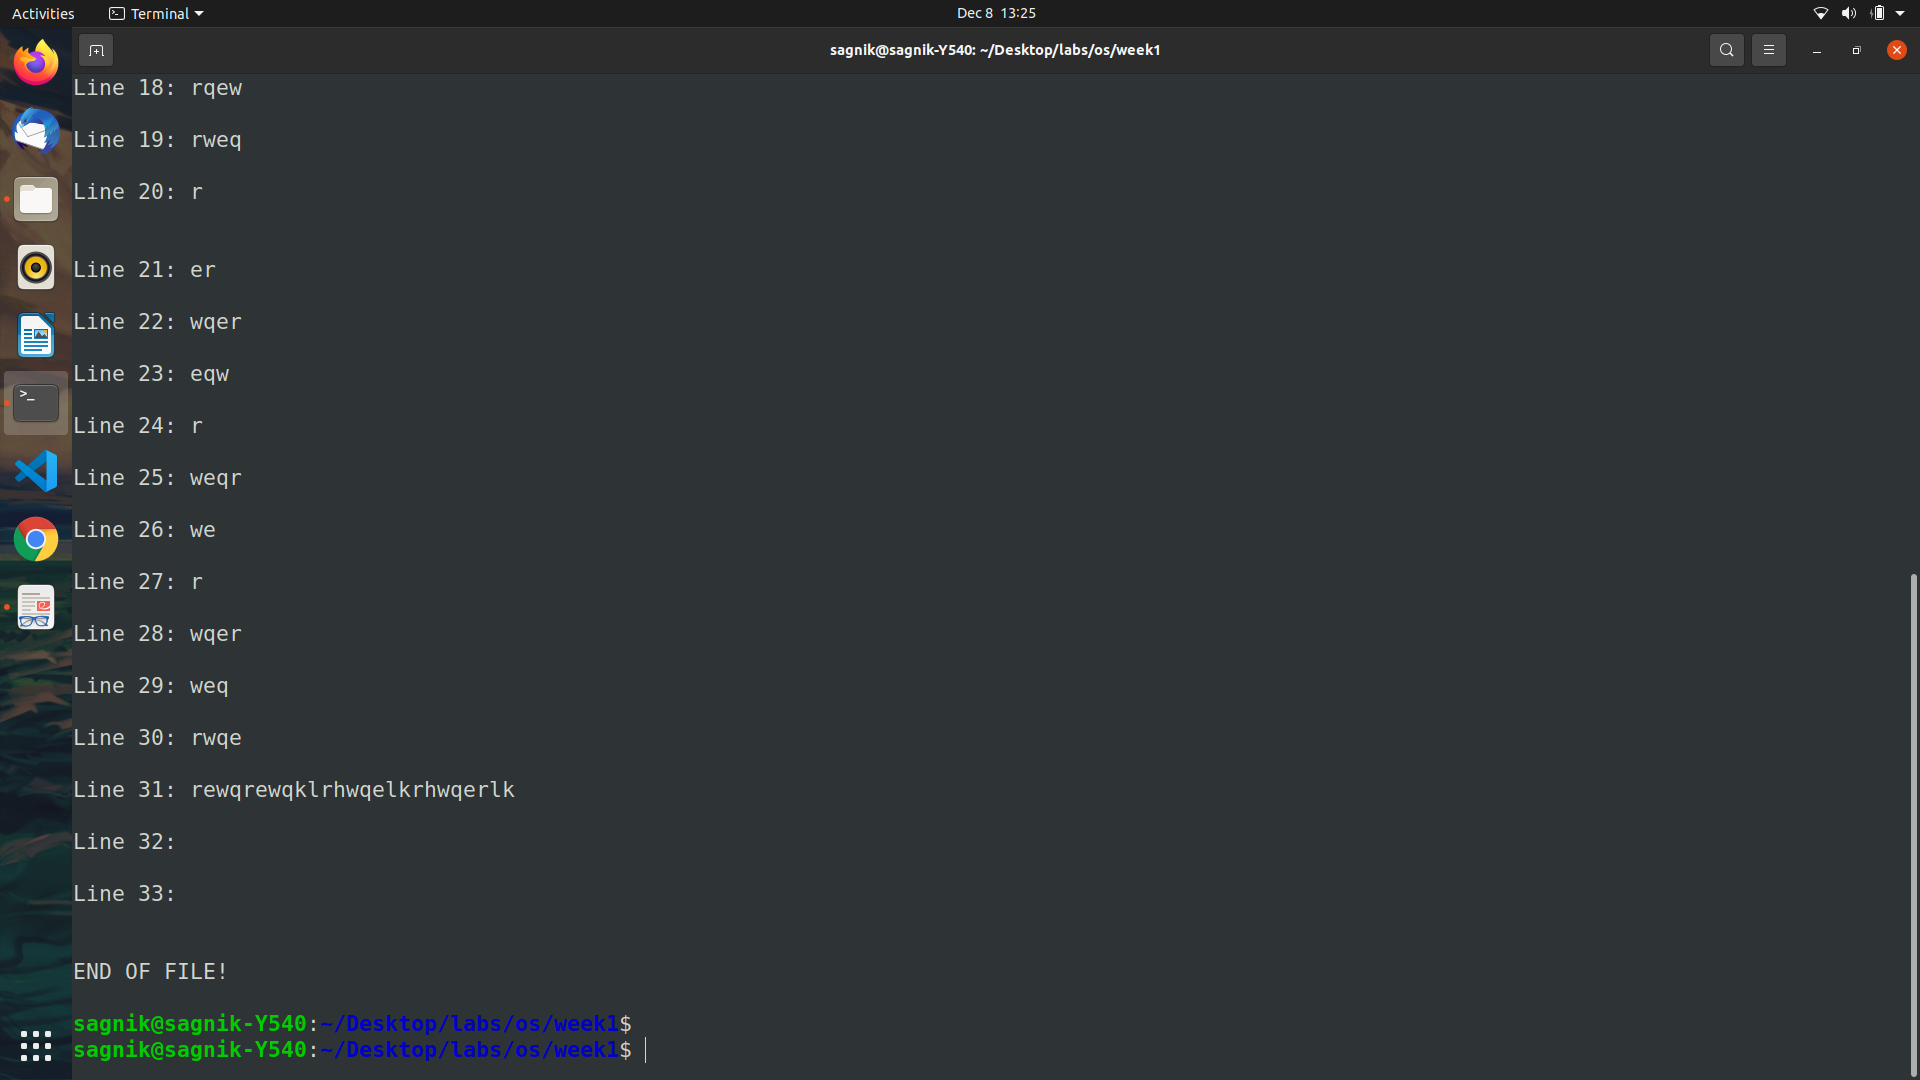 Activities
Terminal
Dec 8 13:25
sagnik@sagnik-Y540: ~/Desktop/labs/os/week1
Line 18: rqew
Line 19: rweq
Line 20: r
Line 21: er
Line 22: wqer
Line 23: eqw
Line 24: r
Line 25: weqr
Line 26: we
Line 27: r
Line 28: wqer
Line 29: weq
Line 30: rwqe
Line 31: rewqrewqklrhwqelkrhwqerlk
Line 32:
Line 33:
END OF FILE!
sagnik@sagnik-Y540:~/Desktop/labs/os/week1$
sagnik@sagnik-Y540:~/Desktop/labs/os/week1$